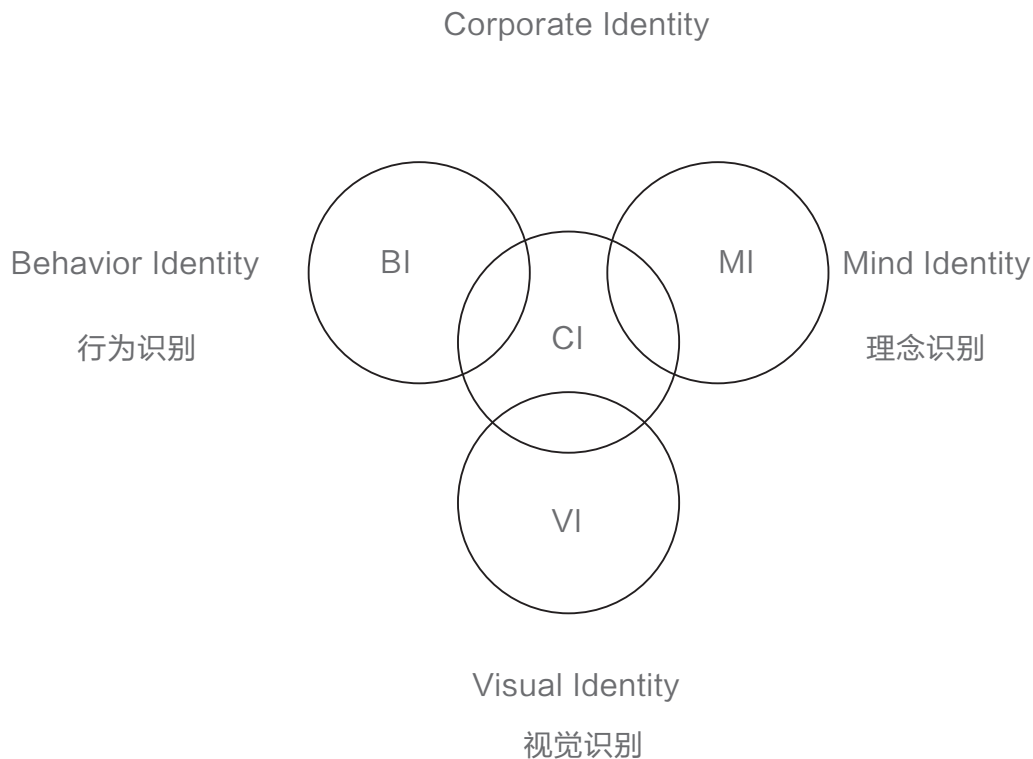 Corporate Identity
Behavior Identity
BI
MI
Mind Identity
行为识别
CI
理念识别
VI
Visual Identity
视觉识别